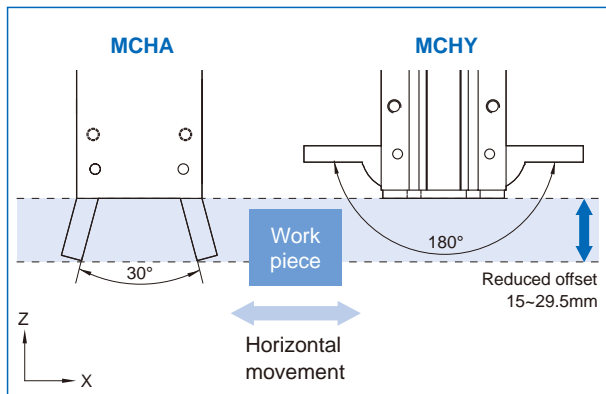 MCHA
MCHY
30°
Work
piece
180°
Reduced offset
15~29.5mm
Horizontal
movement
Z
X